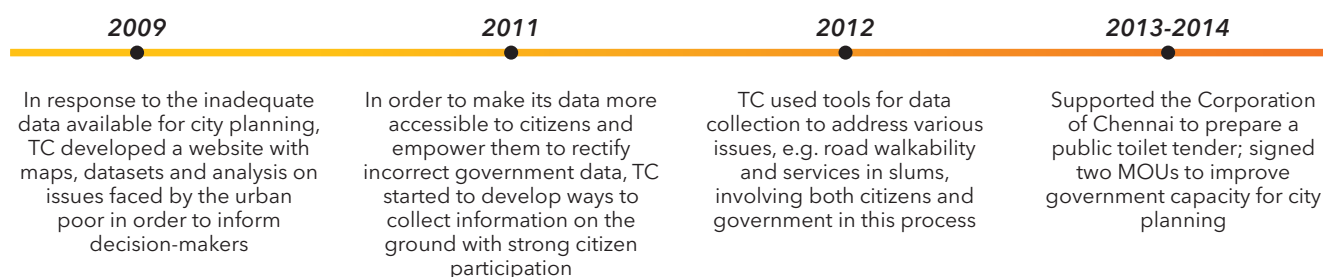 2009
In response to the inadequate
data available for city planning,
TC developed a website with
maps, datasets and analysis on
issues faced by the urban
poor in order to inform
decision-makers
2011
In order to make its data more
accessible to citizens and
empower them to rectify
incorrect government data, TC
started to develop ways to
collect information on the
ground with strong citizen
participation
2012
TC used tools for data
collection to address various
issues, e.g. road walkability
and services in slums,
involving both citizens and
government in this process
2013-2014
Supported the Corporation
of Chennai to prepare a
public toilet tender; signed
two MOUs to improve
government capacity for city
planning